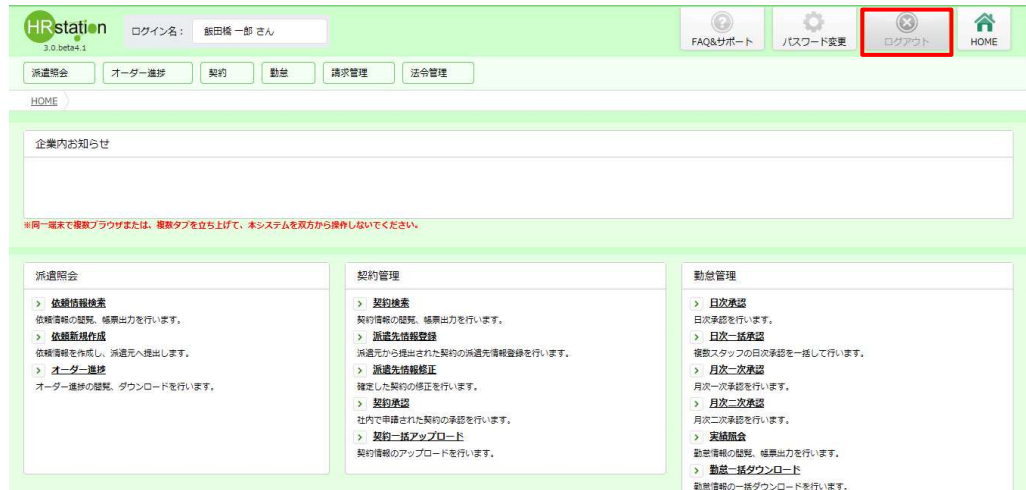 HRstation
3.0.beta4.1
ログイン名： 飯田橋 一郎 さん
FAQ&サポート
パスワード変更
ログアウト
HOME
派遣照会
オーダー進捗
契約
勤怠
請求管理
法令管理
HOME
企業内お知らせ
※同一端末で複数ブラウザまたは、複数タブを立ち上げて、本システムを双方から操作しないでください。
派遣照会
依頼情報検索
依頼情報の閲覧、帳票出力を行います。
依頼新規作成
依頼情報を作成し、派遣元へ提出します。
オーダー進捗
オーダー進捗の閲覧、ダウンロードを行います。
契約管理
契約検索
契約情報の閲覧、帳票出力を行います。
派遣先情報登録
派遣元から提出された契約の派遣先情報登録を行います。
派遣先情報修正
確定した契約の修正を行います。
契約承認
社内で申請された契約の承認を行います。
契約一括アップロード
契約情報のアップロードを行います。
勤怠管理
日次承認
日次承認を行います。
日次一括承認
複数スタッフの日次承認を一括して行います。
月次一次承認
月次一次承認を行います。
月次二次承認
月次二次承認を行います。
実績照会
勤怠情報の閲覧、帳票出力を行います。
勤怠一括ダウンロード
勤怠情報の一括ダウンロードを行います。